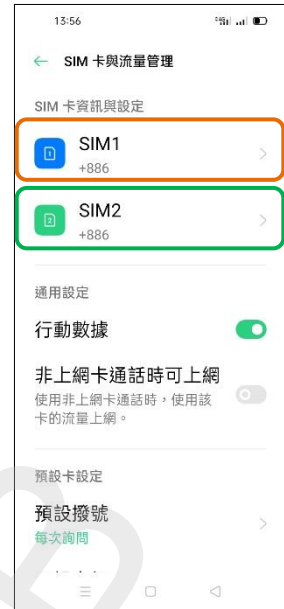 13:56
← SIM 卡與流量管理
SIM 卡資訊與設定
1
SIM1
+886
2
SIM2
+886
通用設定
行動數據
非上網卡通話時可上網
使用非上網卡通話時，使用該
卡的流量上網。
預設卡設定
預設撥號
每次詢問